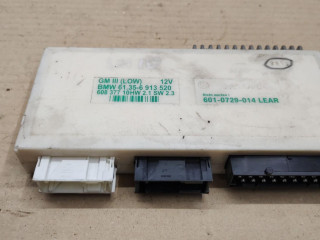 GM III (LOW) 12V
BMW 61.35-6 913 520
608 377 10HW 2.1 SW 2.3
601-0729-014 LEAR